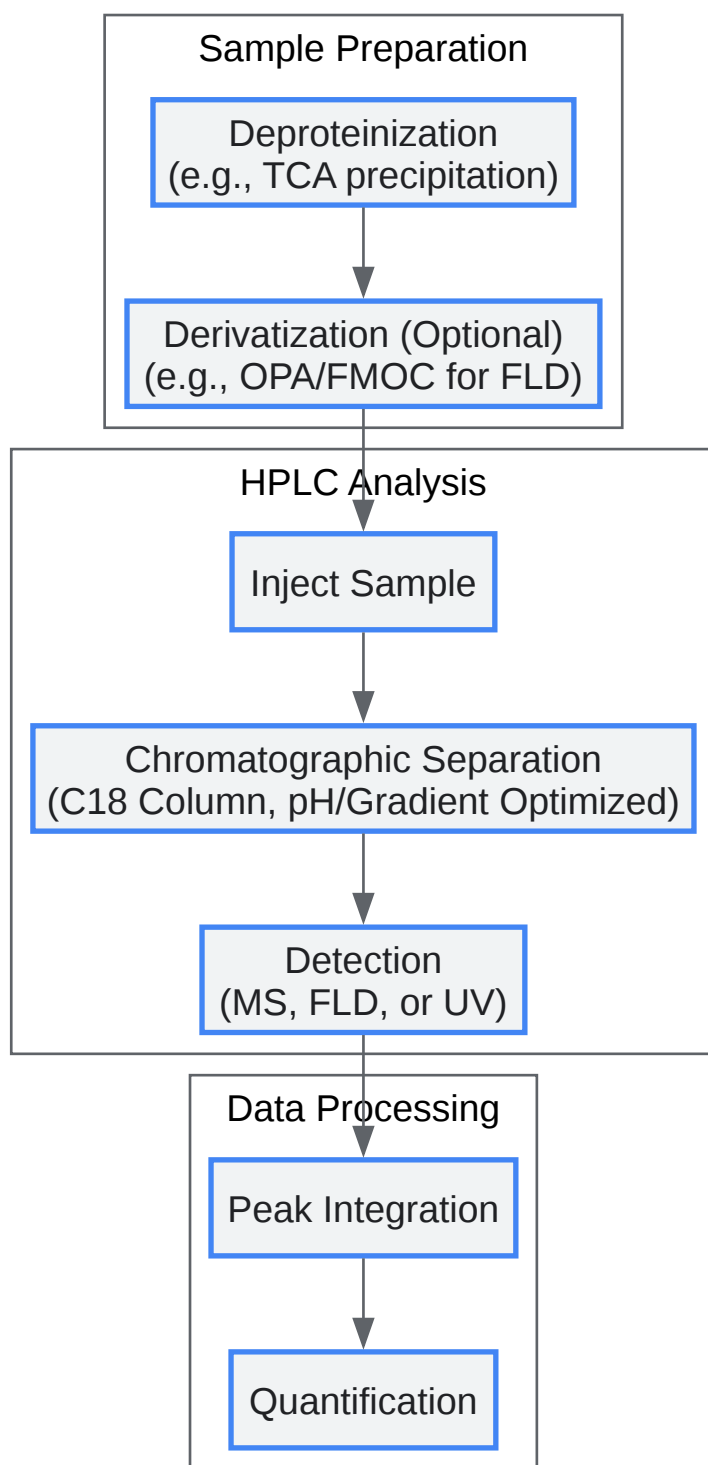 Sample Preparation
Deproteinization
(e.g., TCA precipitation)
Derivatization (Optional)
(e.g., OPA/FMOC for FLD)
HPLC Analysis
Inject Sample
Chromatographic Separation
(C18 Column, pH/Gradient Optimized)
Detection
(MS, FLD, or UV)
Data Processing
Peak Integration
Quantification